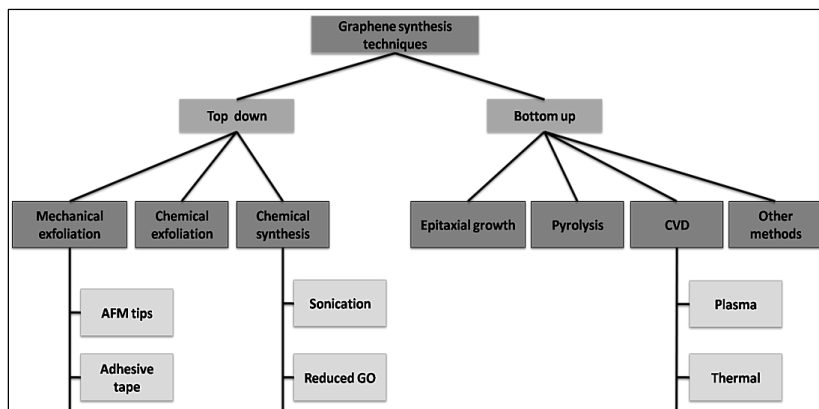 Graphene synthesis
techniques
Top down
Bottom up
Mechanical
exfoliation
Chemical
exfoliation
Chemical
synthesis
Epitaxial growth
Pyrolysis
CVD
Other
methods
AFM tips
Adhesive
tape
Sonication
Reduced GO
Plasma
Thermal